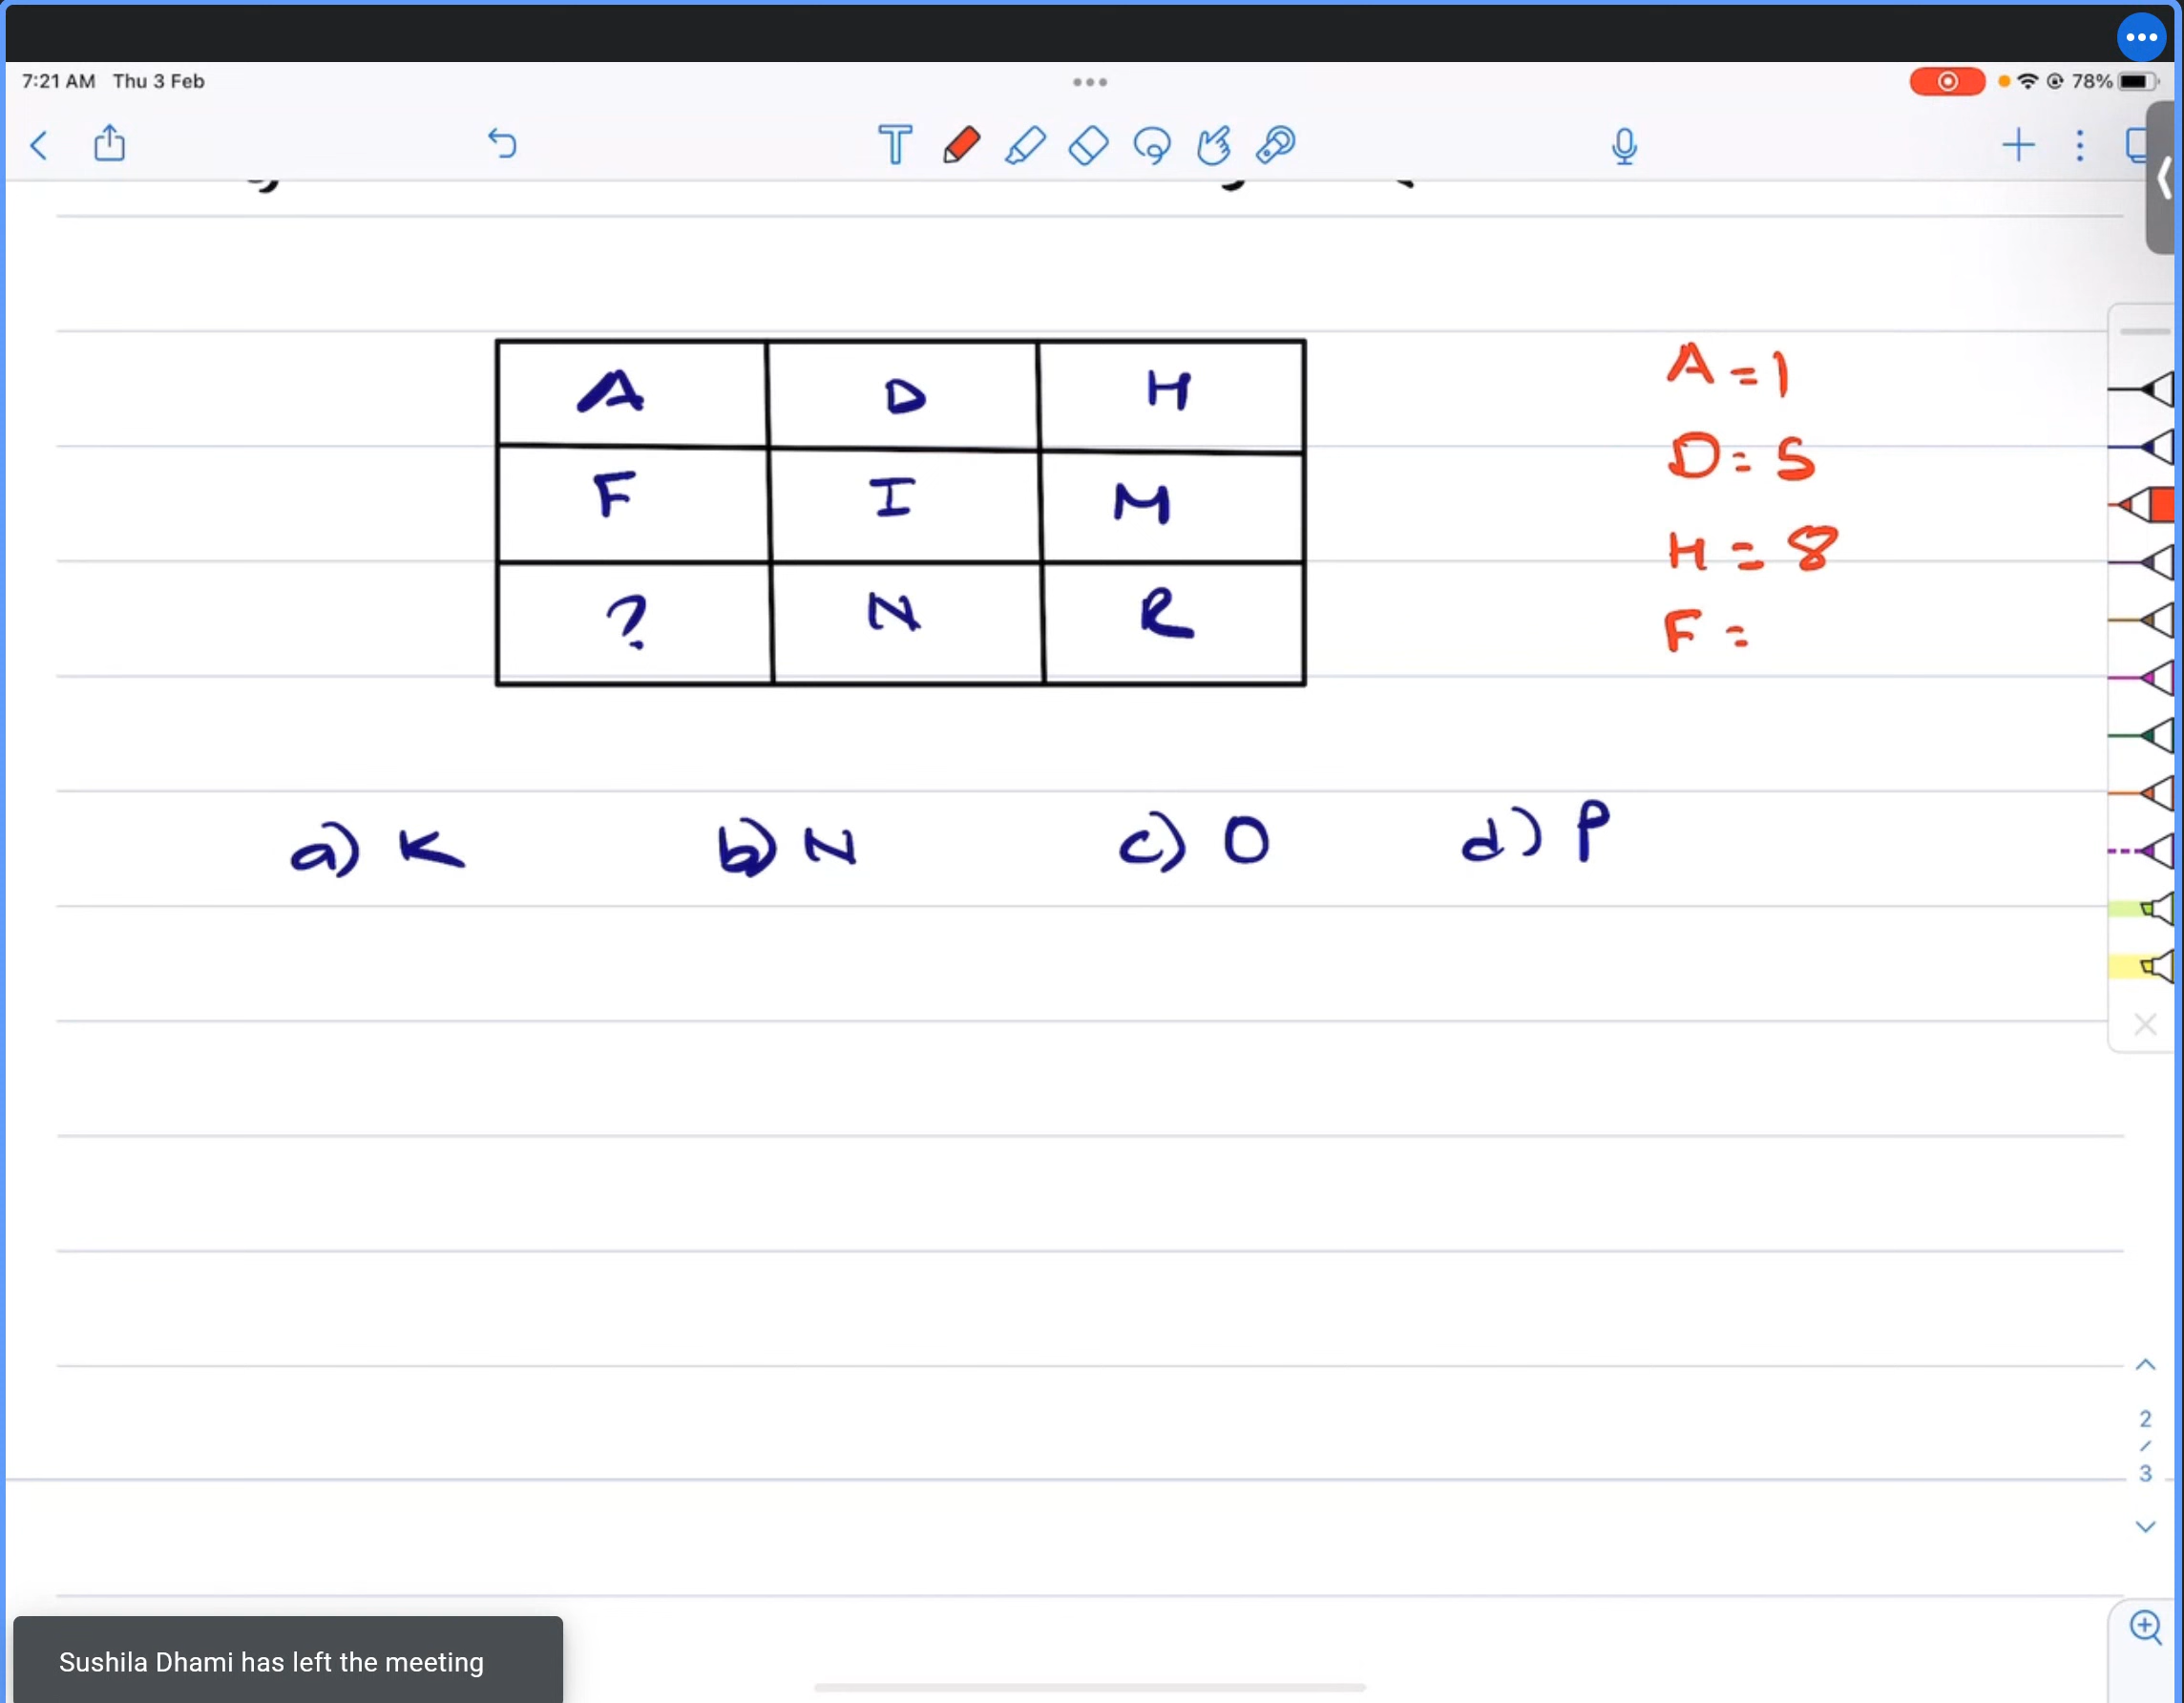 7:21 AM Thu 3 Feb
78%
A D H
A = 1
F I M
D = 5
H = 8
? N R
F =
a) K b) N c) O d) P
2
/
3
Sushila Dhami has left the meeting